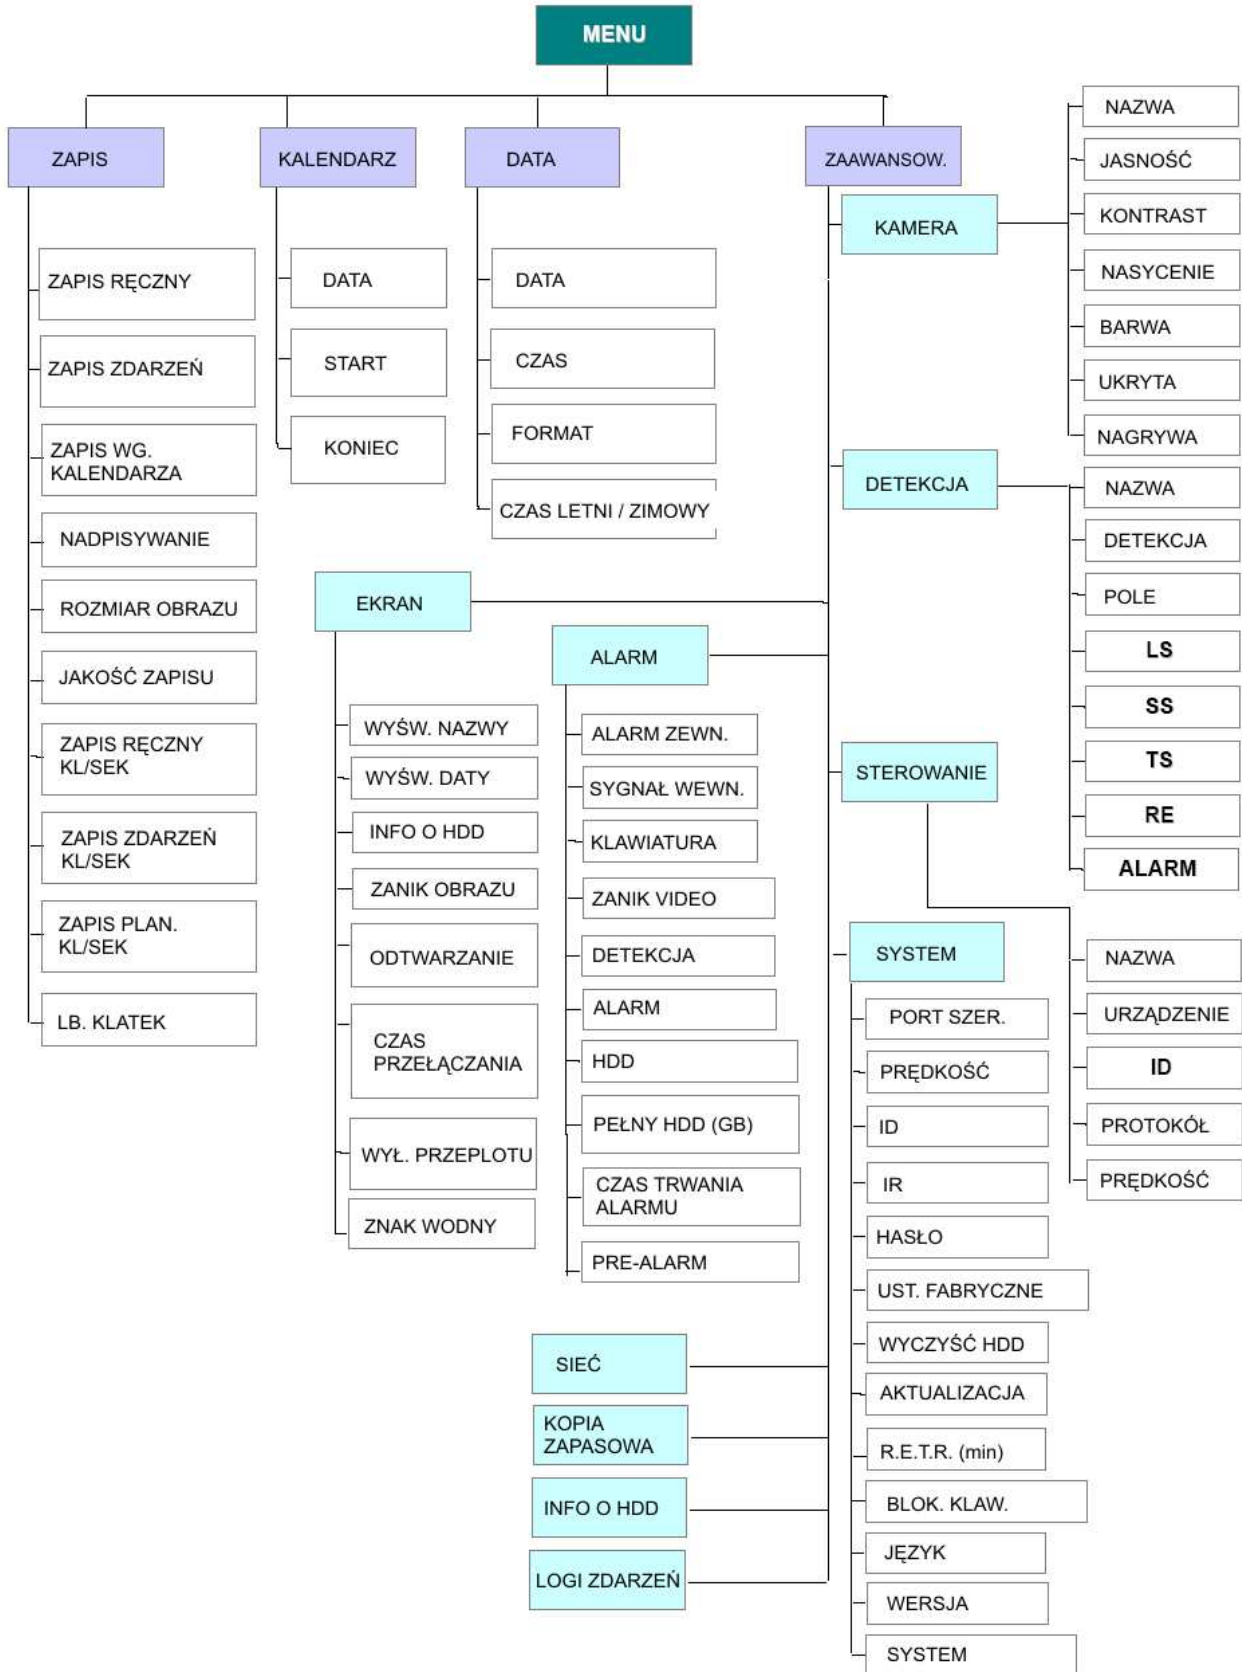 MENU
ZAPIS
KALENDARZ
DATA
ZAAWANSOW.
ZAPIS RĘCZNY
ZAPIS ZDARZEŃ
ZAPIS WG.
KALENDARZA
NADPISYWANIE
ROZMIAR OBRAZU
JAKOŚĆ ZAPISU
ZAPIS RĘCZNY
KL/SEK
ZAPIS ZDARZEŃ
KL/SEK
ZAPIS PLAN.
KL/SEK
LB. KLATEK
DATA
START
KONIEC
DATA
CZAS
FORMAT
CZAS LETNI / ZIMOWY
KAMERA
NAZWA
JASNOŚĆ
KONTRAST
NASYCENIE
BARWA
UKRYTA
NAGRYWA
DETEKCJA
NAZWA
DETEKCJA
POLE
LS
SS
TS
RE
ALARM
EKRAN
WYŚW. NAZWY
WYŚW. DATY
INFO O HDD
ZANIK OBRAZU
ODTWARZANIE
CZAS
PRZEŁĄCZANIA
WYŁ. PRZEPLOTU
ZNAK WODNY
ALARM
ALARM ZEWN.
SYGNAŁ WEWN.
KLAWIATURA
ZANIK VIDEO
DETEKCJA
ALARM
HDD
PEŁNY HDD (GB)
CZAS TRWANIA
ALARMU
PRE-ALARM
STEROWANIE
NAZWA
URZĄDZENIE
ID
PROTOKÓŁ
PRĘDKOŚĆ
SYSTEM
PORT SZER.
PRĘDKOŚĆ
ID
IR
HASŁO
UST. FABRYCZNE
WYCZYŚĆ HDD
AKTUALIZACJA
R.E.T.R. (min)
BLOK. KLAW.
JĘZYK
WERSJA
SYSTEM
SIEĆ
KOPIA
ZAPASOWA
INFO O HDD
LOGI ZDARZEŃ